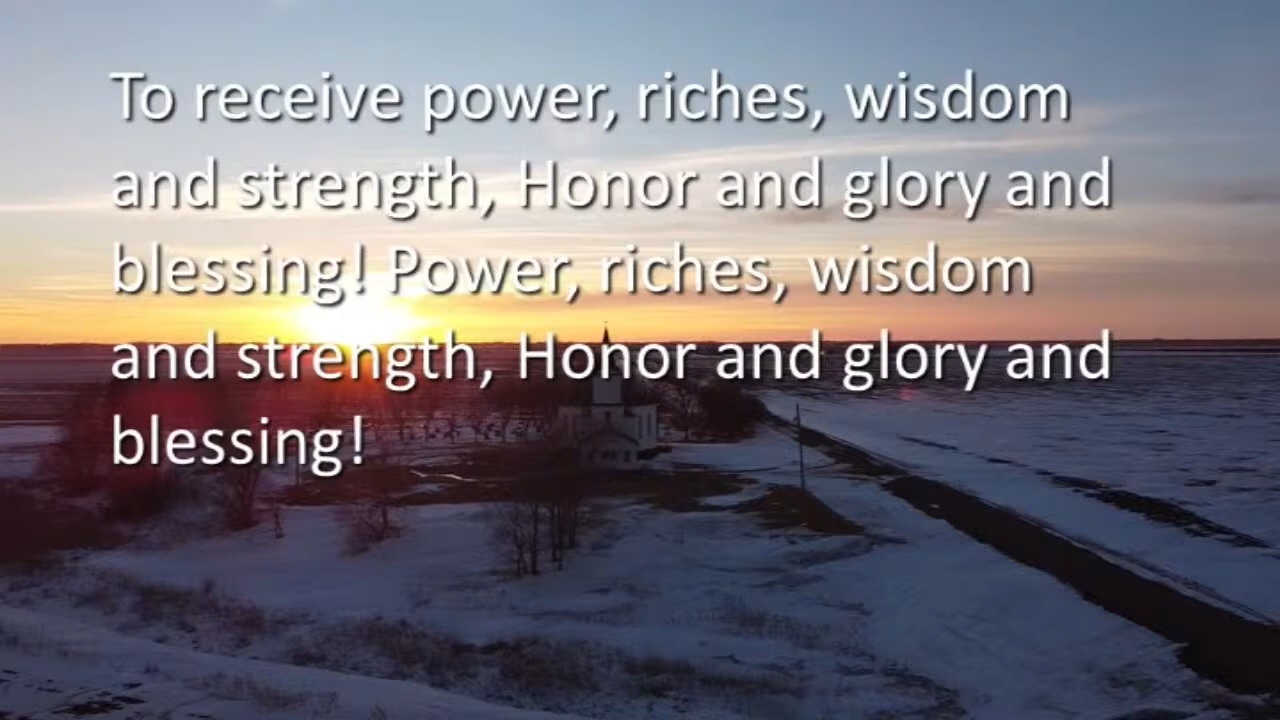 To receive power, riches, wisdom
and strength, Honor and glory and
blessing! Power, riches, wisdom
and strength, Honor and glory and
blessing!